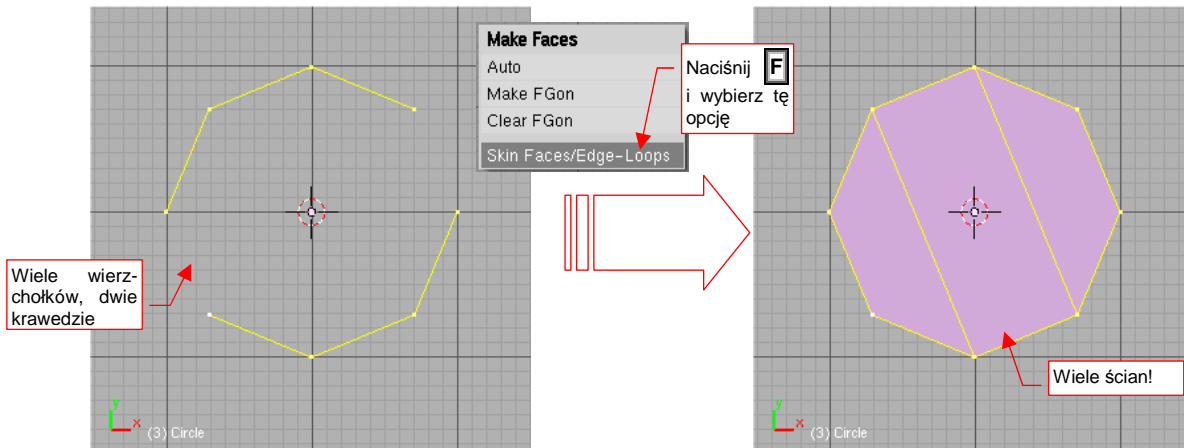 Make Faces
Auto
Make FGon
Clear FGon
Skin Faces/Edge-Loops
Naciśnij F
i wybierz tę
opcję
Wiele wierz-
chołków, dwie
krawedzie
Wiele ścian!
y
x
(3) Circle
y
x
(3) Circle